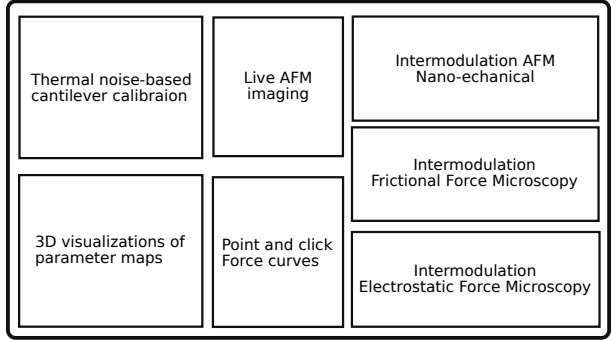 Thermal noise-based
cantilever calibraion
Live AFM
imaging
Intermodulation AFM
Nano-echanical
Intermodulation
Frictional Force Microscopy
3D visualizations of
parameter maps
Point and click
Force curves
Intermodulation
Electrostatic Force Microscopy